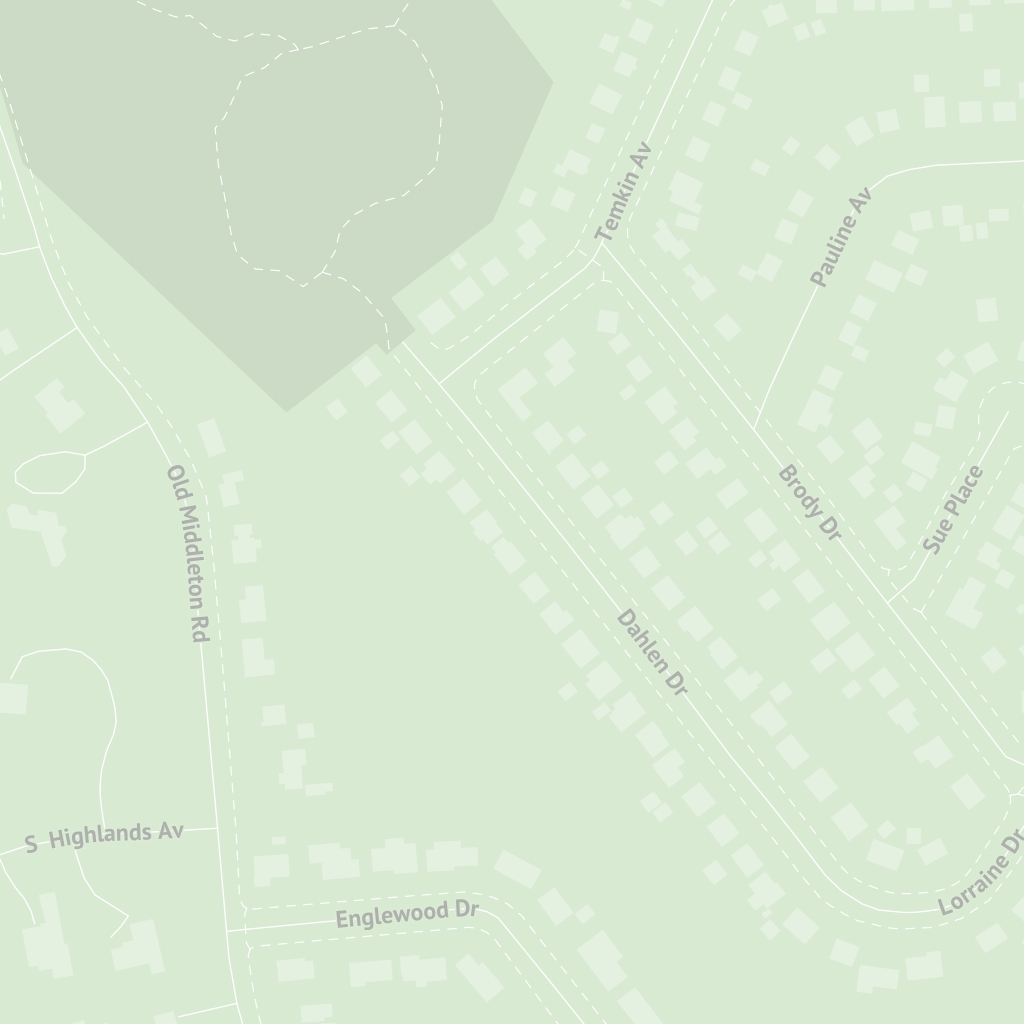 Temkin Av
Pauline Av
Old Middleton Rd
Brody Dr
Sue Place
Dahlen Dr
S Highlands Av
Lorraine Dr
Englewood Dr